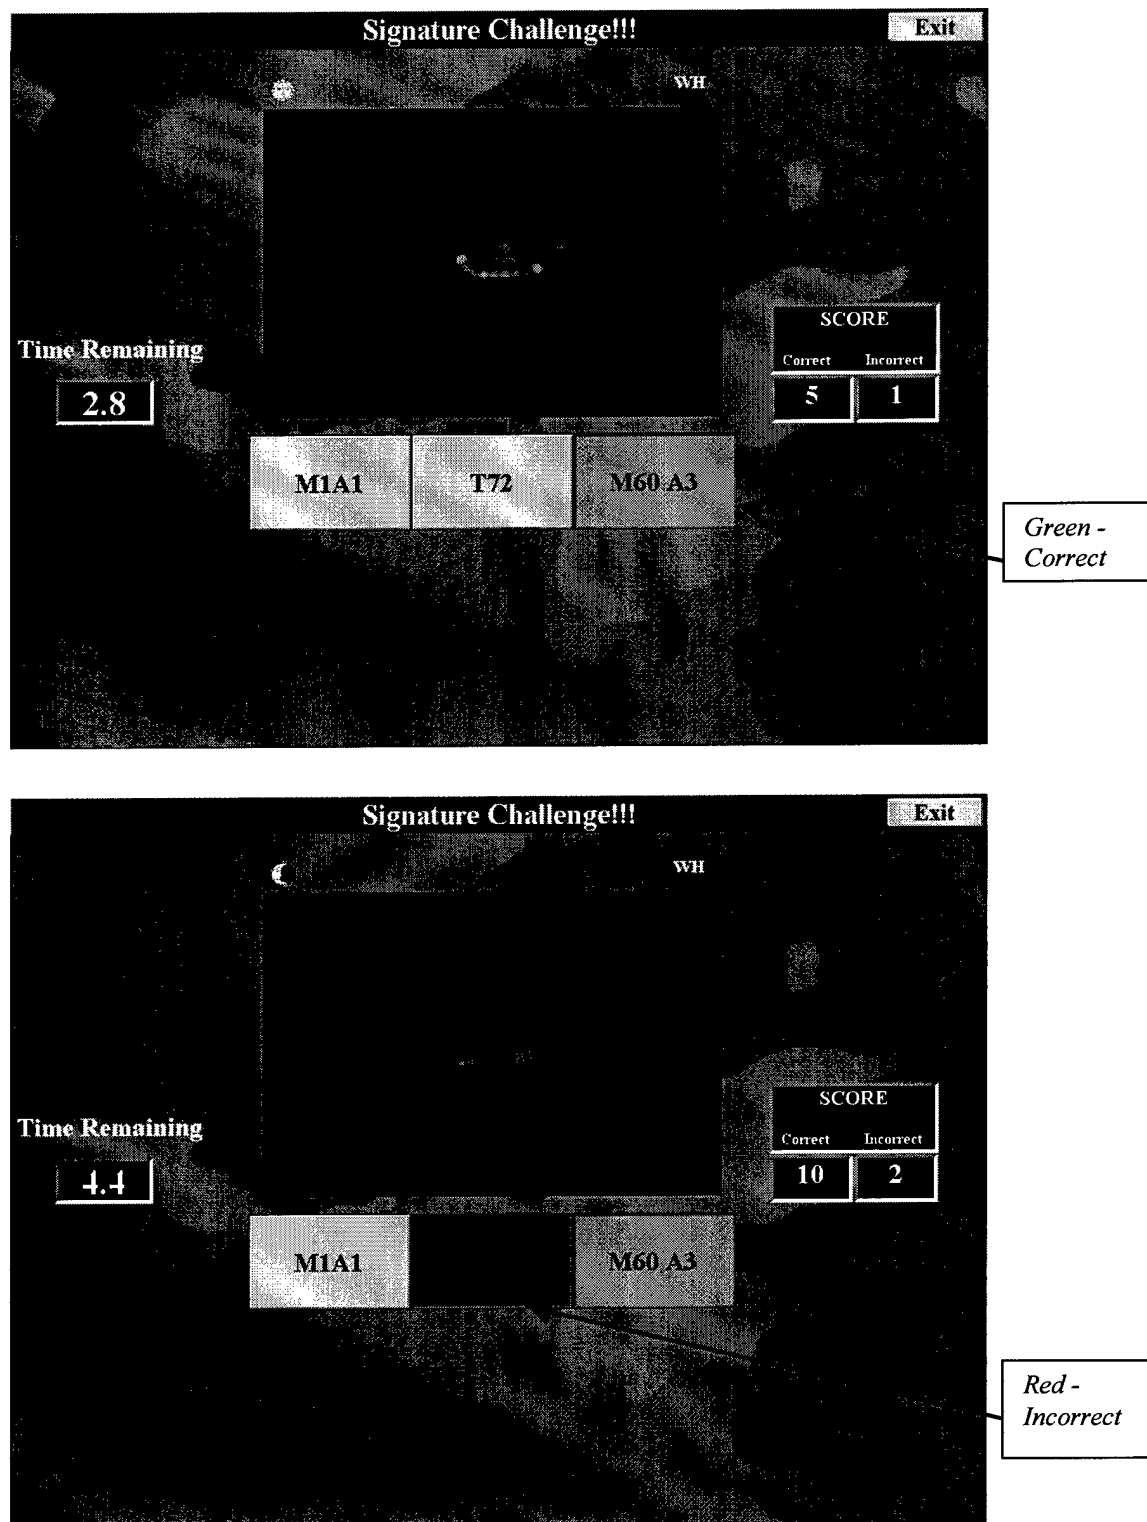 Signature Challenge!!!
Exit
WH
Time Remaining
2.8
SCORE
Correct Incorrect
5 1
M1A1 T72 M60 A3
Green -
Correct
Signature Challenge!!!
Exit
WH
Time Remaining
4.4
SCORE
Correct Incorrect
10 2
M1A1 M60 A3
Red -
Incorrect